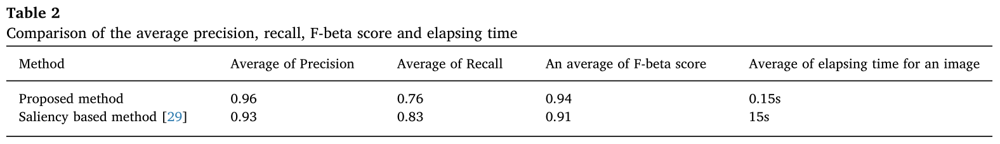 Table 2
Comparison of the average precision, recall, F-beta score and elapsing time
Method Average of Precision Average of Recall An average of F-beta score Average of elapsing time for an image
Proposed method 0.96 0.76 0.94 0.15s
Saliency based method [29] 0.93 0.83 0.91 15s